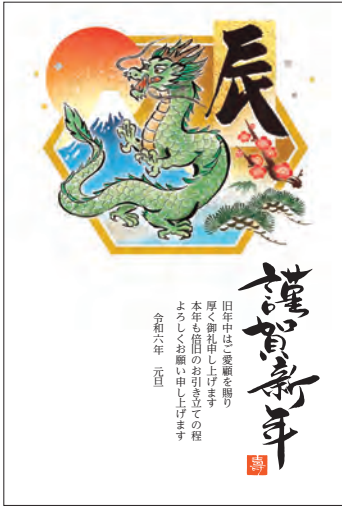 辰
謹賀新年
寿
旧年中はご愛顧を賜り
厚く御礼申し上げます
本年も倍旧のお引き立ての程
よろしくお願い申し上げます
令和六年　元旦